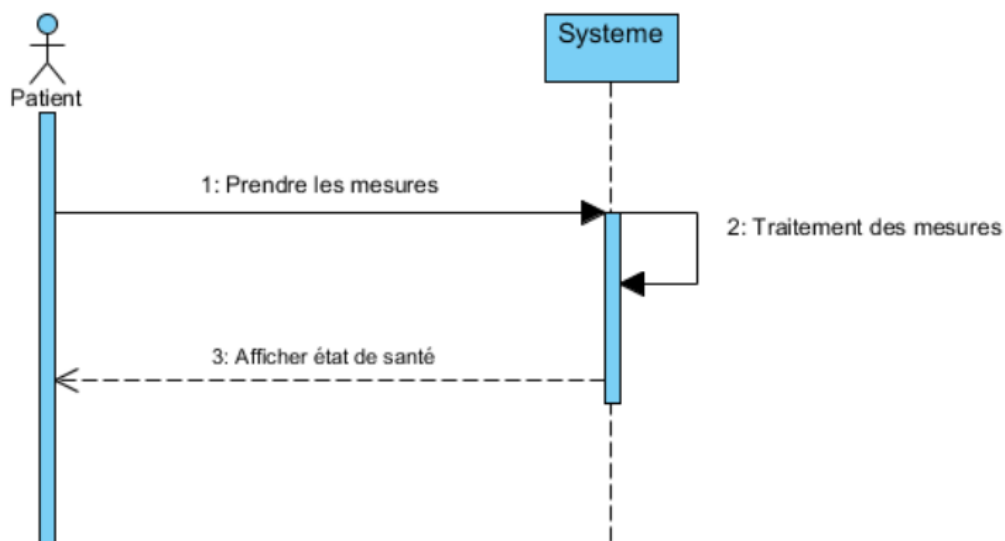 Systeme
Patient
1: Prendre les mesures
2: Traitement des mesures
3: Afficher état de santé